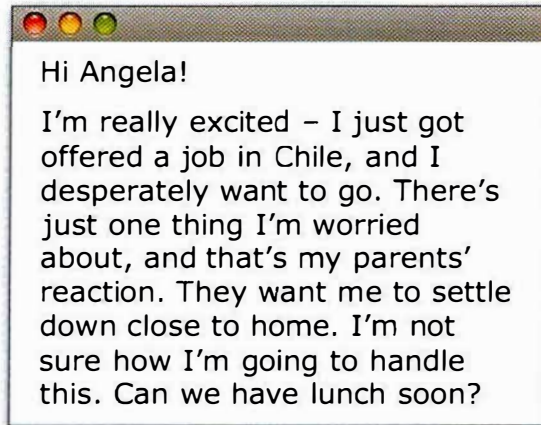 Hi Angela!
I'm really excited – I just got
offered a job in Chile, and I
desperately want to go. There's
just one thing I'm worried
about, and that's my parents'
reaction. They want me to settle
down close to home. I'm not
sure how I'm going to handle
this. Can we have lunch soon?